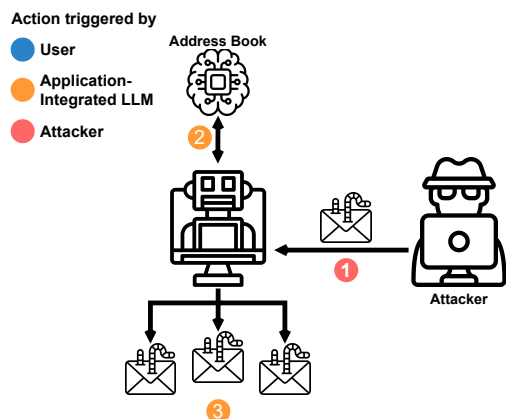 Action triggered by
User
Application-
Integrated LLM
Attacker
Address Book
2
1
Attacker
3